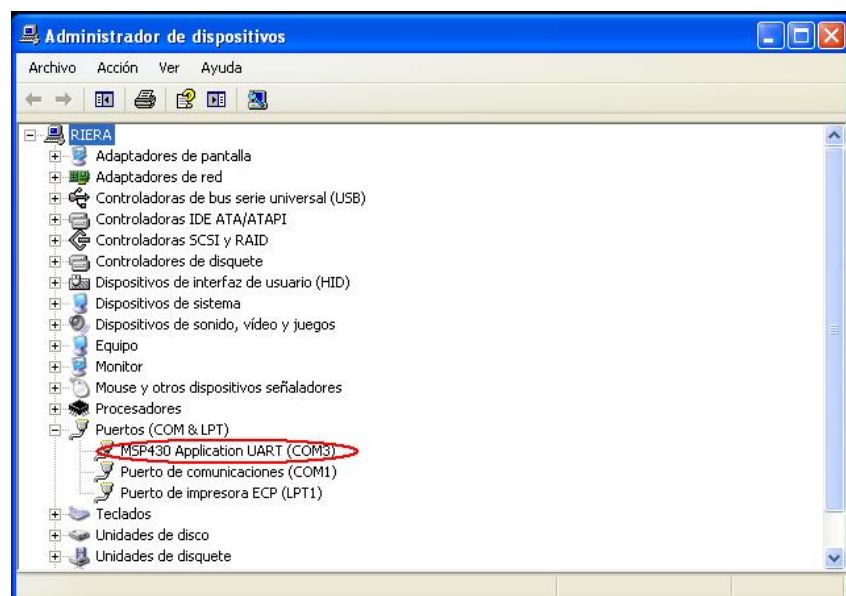 Administrador de dispositivos
Archivo Acción Ver Ayuda
RIERA
Adaptadores de pantalla
Adaptadores de red
Controladoras de bus serie universal (USB)
Controladoras IDE ATA/ATAPI
Controladoras SCSI y RAID
Controladores de disquete
Dispositivos de interfaz de usuario (HID)
Dispositivos de sistema
Dispositivos de sonido, vídeo y juegos
Equipo
Monitor
Mouse y otros dispositivos señaladores
Procesadores
Puertos (COM & LPT)
MSP430 Application UART (COM3)
Puerto de comunicaciones (COM1)
Puerto de impresora ECP (LPT1)
Teclados
Unidades de disco
Unidades de disquete